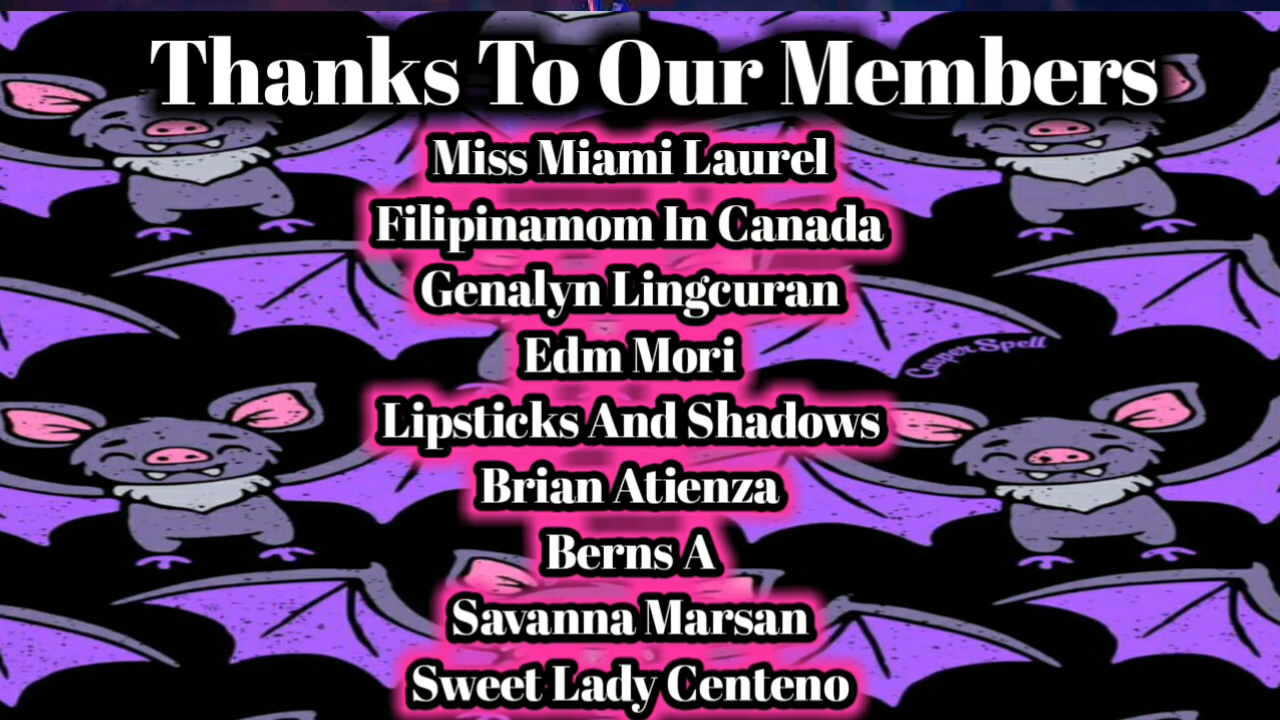 Thanks To Our Members
Miss Miami Laurel
Filipinamom In Canada
Genalyn Lingcuran
Edm Mori
Casper Spell
Lipsticks And Shadows
Brian Atienza
Berns A
Savanna Marsan
Sweet Lady Centeno